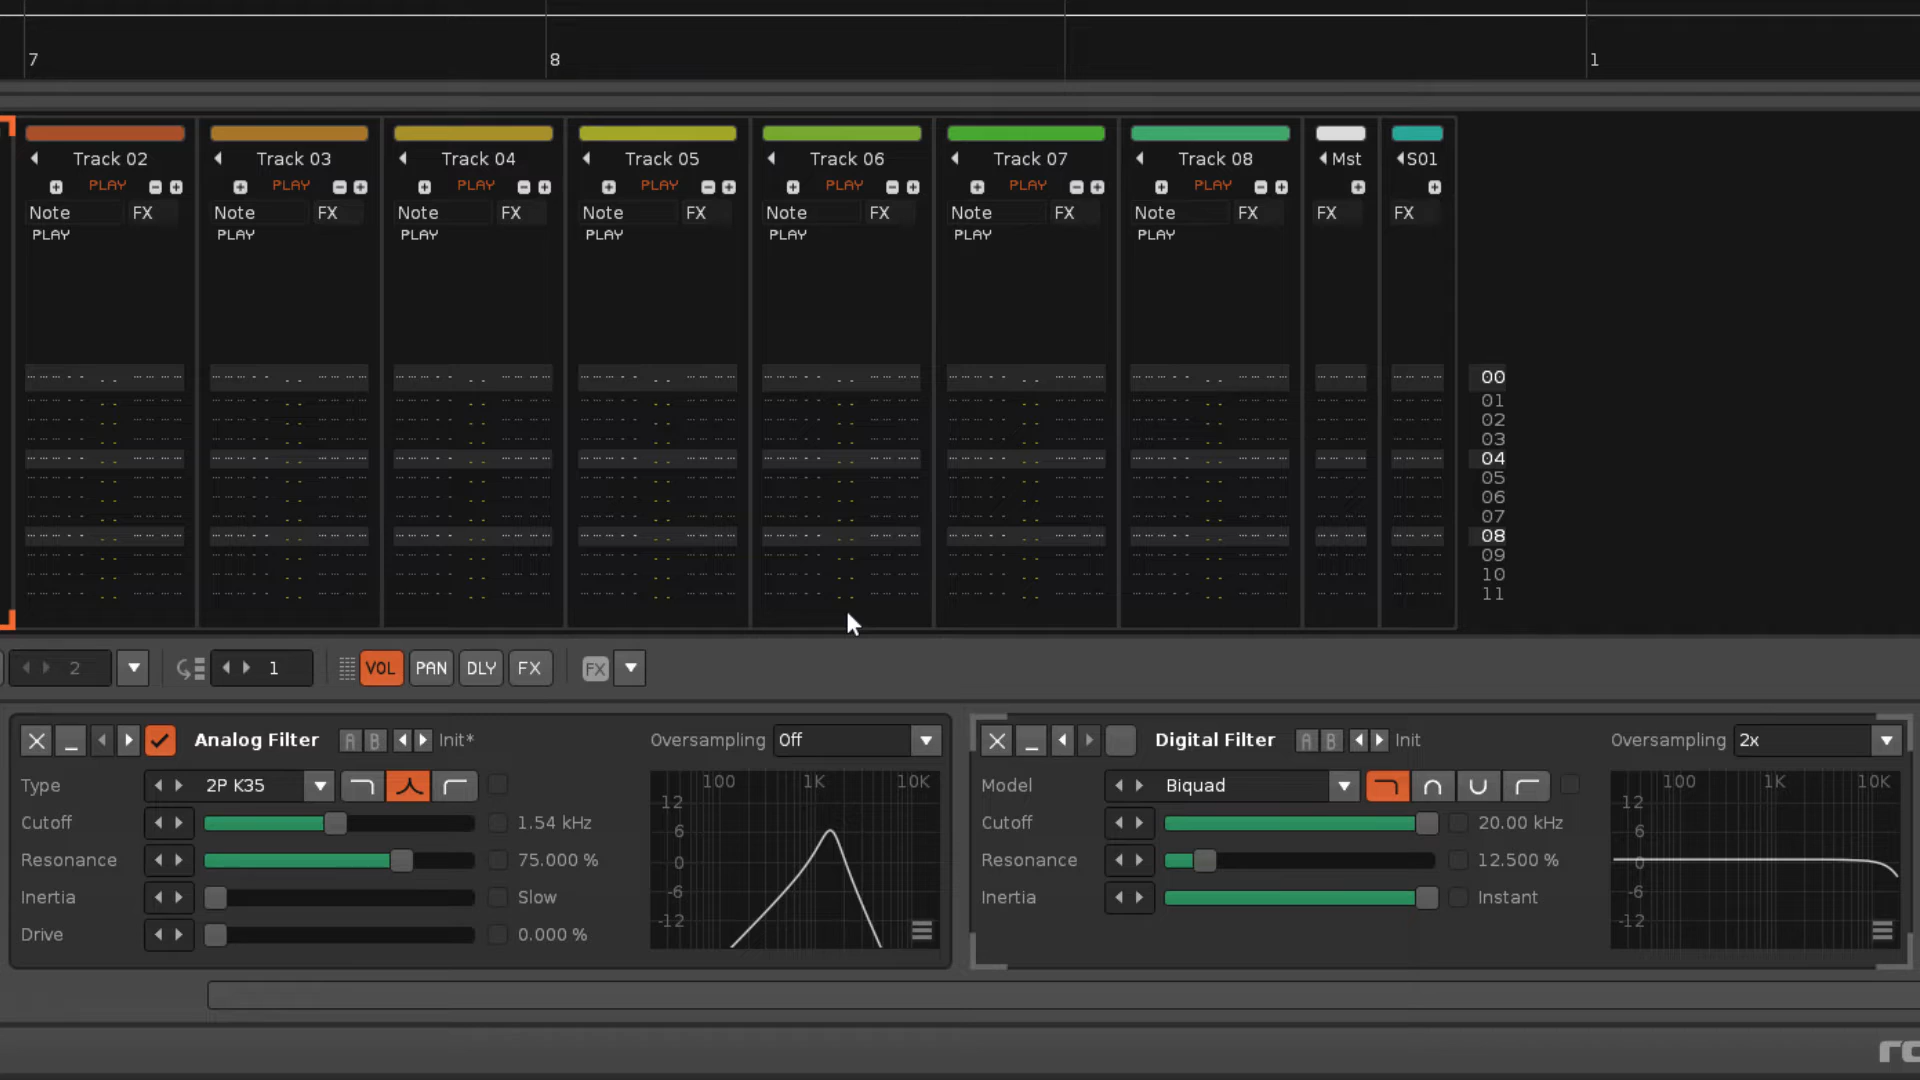 7 8 1
Track 02 Track 03 Track 04 Track 05 Track 06 Track 07 Track 08 Mst S01
PLAY PLAY PLAY PLAY PLAY PLAY PLAY
Note FX Note FX Note FX Note FX Note FX Note FX Note FX FX FX
PLAY PLAY PLAY PLAY PLAY PLAY PLAY
00
01
02
03
04
05
06
07
08
09
10
11
2 1 VOL PAN DLY FX FX
Analog Filter A B Init* Oversampling Off
Type 2P K35
Cutoff 1.54 kHz
Resonance 75.000 %
Inertia Slow
Drive 0.000 %
100 1K 10K
12
6
0
-6
-12
Digital Filter A B Init Oversampling 2x
Model Biquad
Cutoff 20.00 kHz
Resonance 12.500 %
Inertia Instant
100 1K 10K
12
6
0
-6
-12